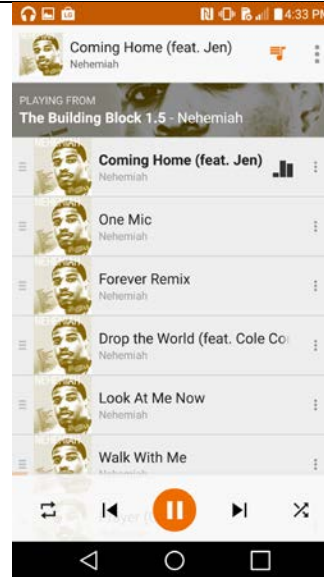 LG
4:33 PM
Coming Home (feat. Jen)
Nehemiah
PLAYING FROM
The Building Block 1.5 - Nehemiah
Coming Home (feat. Jen)
Nehemiah
One Mic
Nehemiah
Forever Remix
Nehemiah
Drop the World (feat. Cole Co
Nehemiah
Look At Me Now
Nehemiah
Walk With Me
Nehemiah